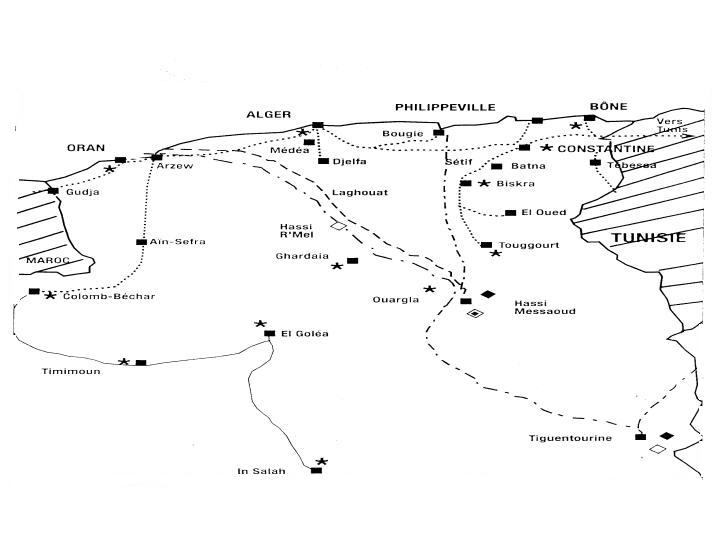 PHILIPPEVILLE
BÔNE
ALGER
Vers
Tunis
Bougie
ORAN
Médéa
CONSTANTINE
Arzew
Djelfa
Sétif
Batna
Tébessa
Gudja
Laghouat
Biskra
El Oued
Hassi
R'Mel
TUNISIE
Aïn-Sefra
Touggourt
Ghardaia
MAROC
Colomb-Béchar
Ouargla
Hassi
Messaoud
El Goléa
Timimoun
Tiguentourine
In Salah